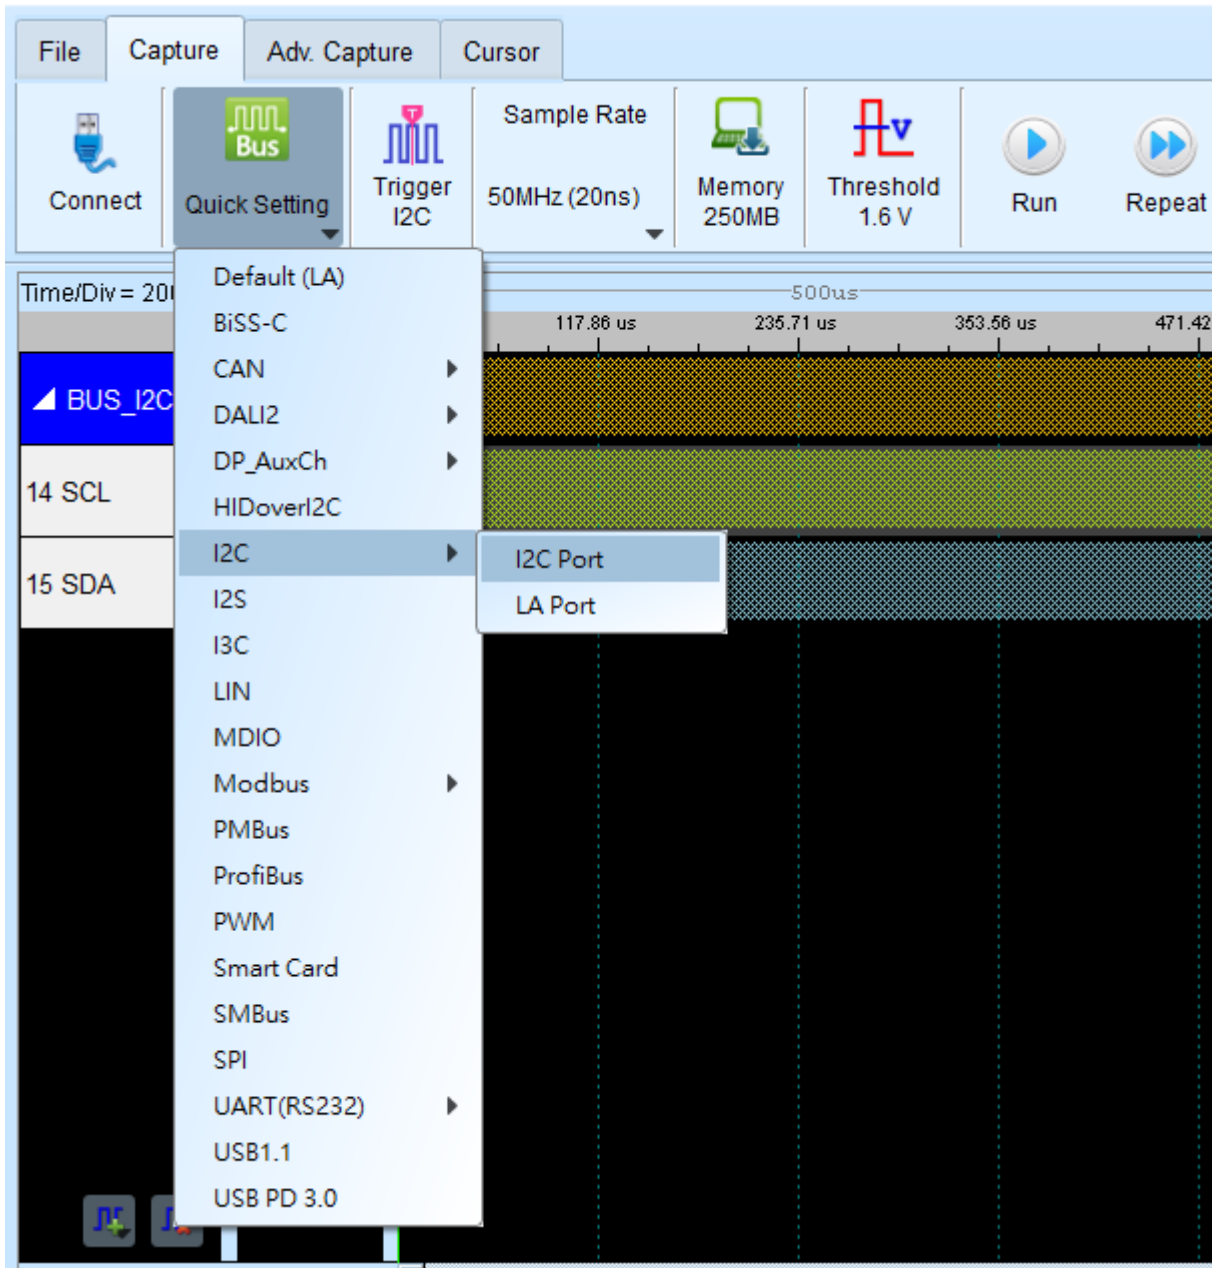 File
Capture
Adv. Capture
Cursor
Connect
Bus
Quick Setting
T
Trigger
I2C
Sample Rate
50MHz (20ns)
Memory
250MB
V
Threshold
1.6 V
Run
Repeat
Time/Div = 20
500us
117.86 us
235.71 us
353.56 us
471.42
BUS_I2C
14 SCL
15 SDA
Default (LA)
BiSS-C
CAN
DALI2
DP_AuxCh
HIDoverI2C
I2C
I2C Port
LA Port
I2S
I3C
LIN
MDIO
Modbus
PMBus
ProfiBus
PWM
Smart Card
SMBus
SPI
UART(RS232)
USB1.1
USB PD 3.0